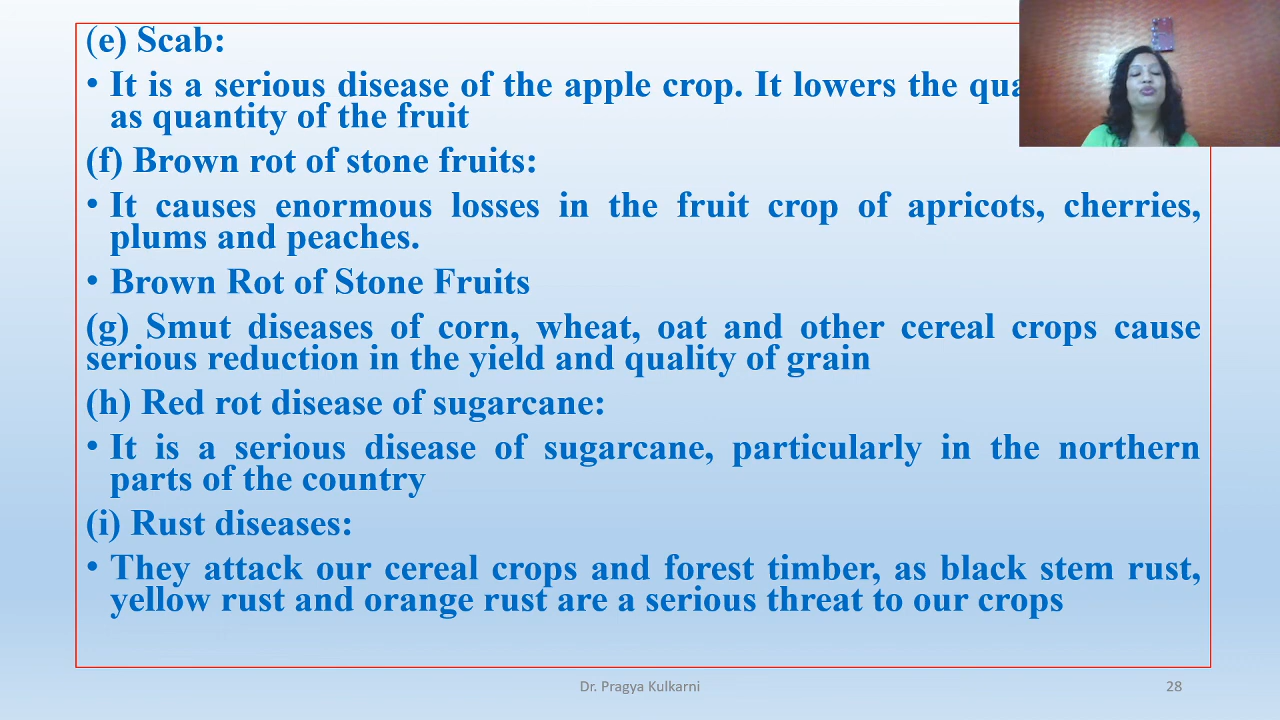 (e) Scab:
• It is a serious disease of the apple crop. It lowers the
as quantity of the fruit
(f) Brown rot of stone fruits:
• It causes enormous losses in the fruit crop of apricots, cherries,
plums and peaches.
• Brown Rot of Stone Fruits
(g) Smut diseases of corn, wheat, oat and other cereal crops cause
serious reduction in the yield and quality of grain
(h) Red rot disease of sugarcane:
• It is a serious disease of sugarcane, particularly in the northern
parts of the country
(i) Rust diseases:
• They attack our cereal crops and forest timber, as black stem rust,
yellow rust and orange rust are a serious threat to our crops
Dr. Pragya Kulkarni
28